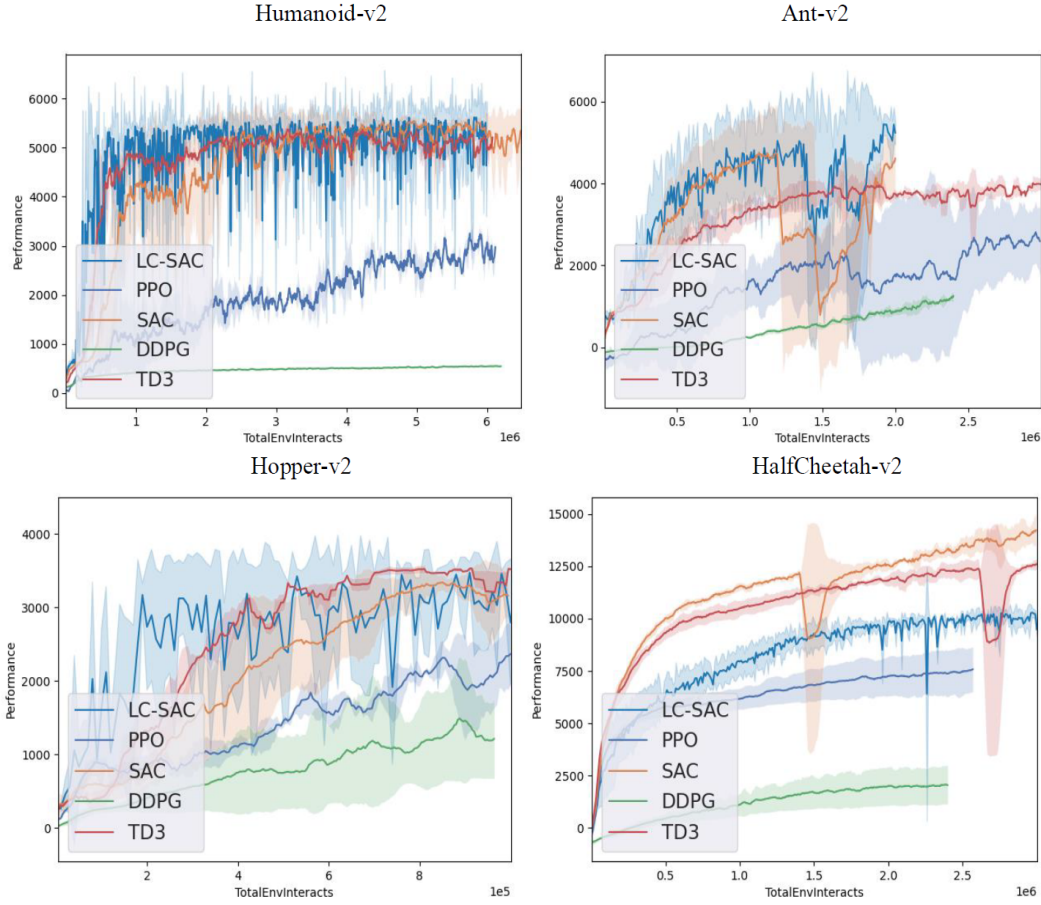 Humanoid-v2
Performance
6000
5000
4000
3000
2000
1000
0
LC-SAC
PPO
SAC
DDPG
TD3
1 2 3 4 5 6
1e6
TotalEnvInteracts
Ant-v2
Performance
6000
4000
2000
0
LC-SAC
PPO
SAC
DDPG
TD3
0.5 1.0 1.5 2.0 2.5
1e6
TotalEnvInteracts
Hopper-v2
Performance
4000
3000
2000
1000
0
LC-SAC
PPO
SAC
DDPG
TD3
2 4 6 8
1e5
TotalEnvInteracts
HalfCheetah-v2
Performance
15000
12500
10000
7500
5000
2500
0
LC-SAC
PPO
SAC
DDPG
TD3
0.5 1.0 1.5 2.0 2.5
1e6
TotalEnvInteracts